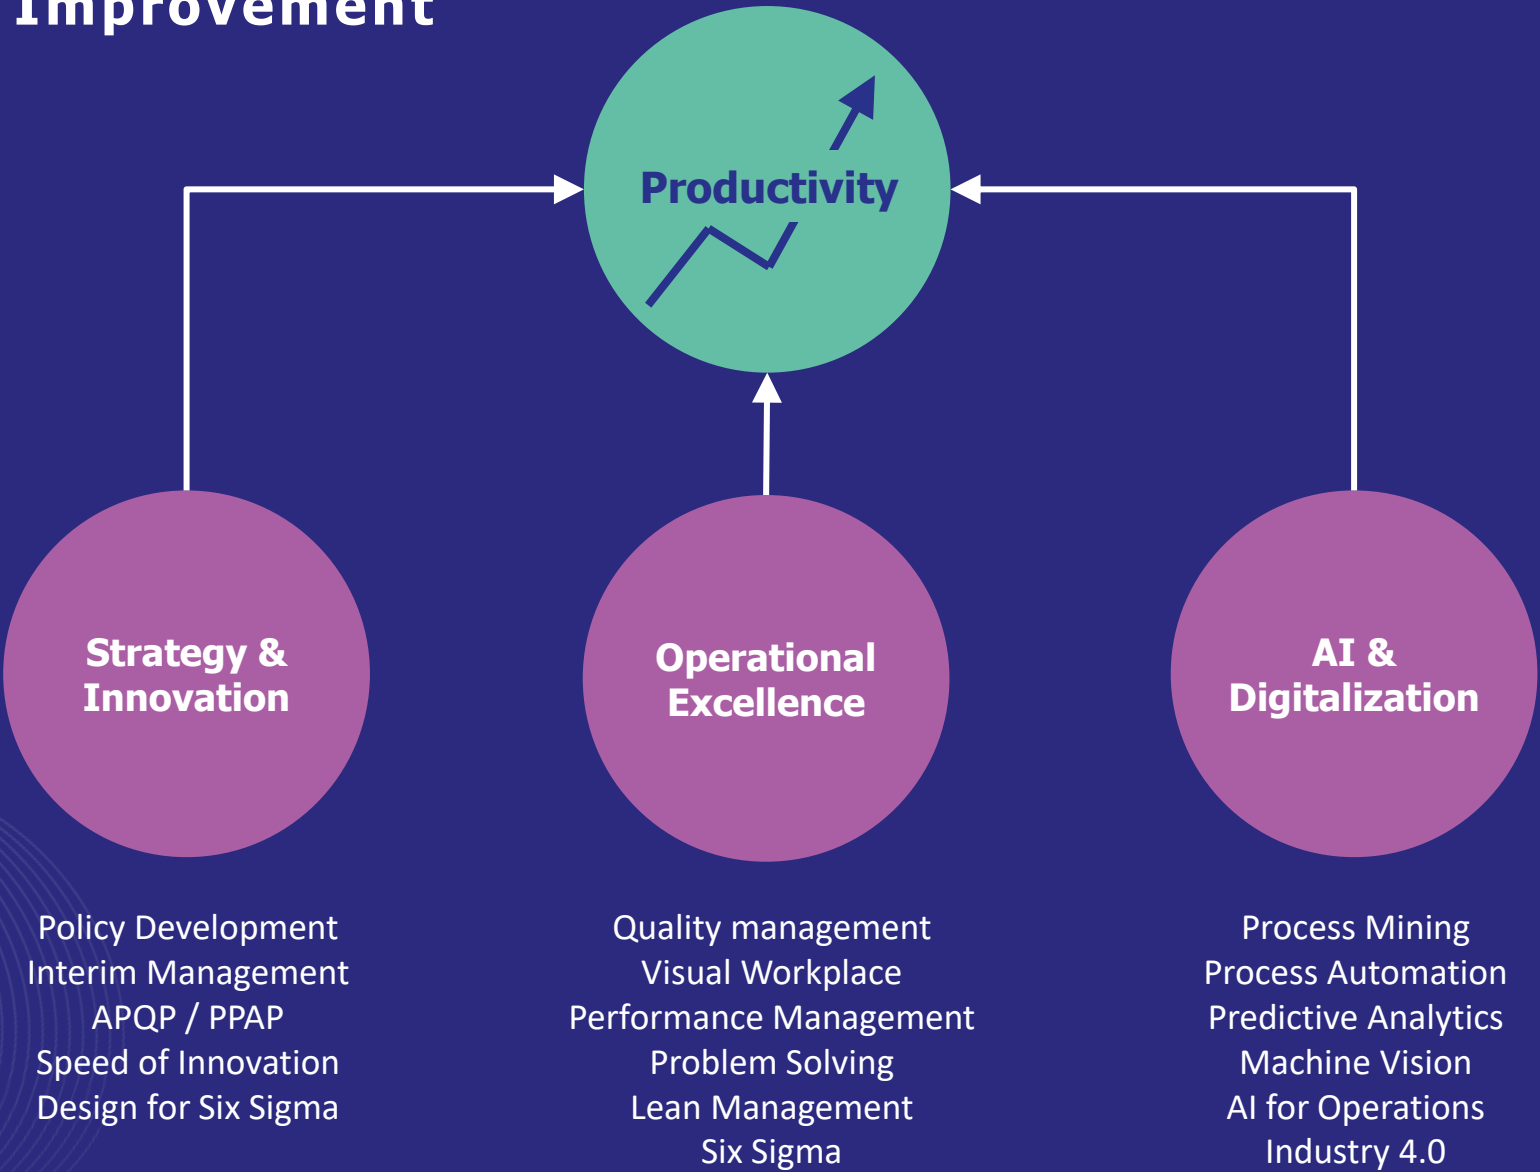 Improvement
Productivity
Strategy &
Innovation
Operational
Excellence
AI &
Digitalization
Policy Development
Interim Management
APQP / PPAP
Speed of Innovation
Design for Six Sigma
Quality management
Visual Workplace
Performance Management
Problem Solving
Lean Management
Six Sigma
Process Mining
Process Automation
Predictive Analytics
Machine Vision
AI for Operations
Industry 4.0